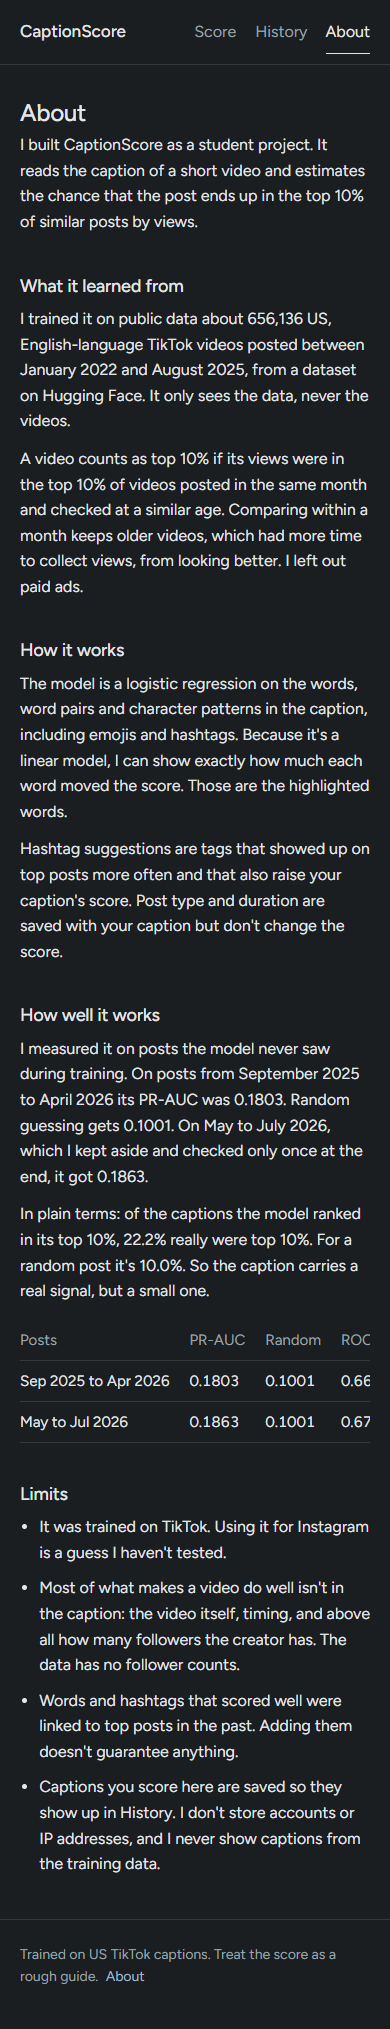 CaptionScore Score History About
About
I built CaptionScore as a student project. It
reads the caption of a short video and estimates
the chance that the post ends up in the top 10%
of similar posts by views.
What it learned from
I trained it on public data about 656,136 US,
English-language TikTok videos posted between
January 2022 and August 2025, from a dataset
on Hugging Face. It only sees the data, never the
videos.
A video counts as top 10% if its views were in
the top 10% of videos posted in the same month
and checked at a similar age. Comparing within a
month keeps older videos, which had more time
to collect views, from looking better. I left out
paid ads.
How it works
The model is a logistic regression on the words,
word pairs and character patterns in the caption,
including emojis and hashtags. Because it's a
linear model, I can show exactly how much each
word moved the score. Those are the highlighted
words.
Hashtag suggestions are tags that showed up on
top posts more often and that also raise your
caption's score. Post type and duration are
saved with your caption but don't change the
score.
How well it works
I measured it on posts the model never saw
during training. On posts from September 2025
to April 2026 its PR-AUC was 0.1803. Random
guessing gets 0.1001. On May to July 2026,
which I kept aside and checked only once at the
end, it got 0.1863.
In plain terms: of the captions the model ranked
in its top 10%, 22.2% really were top 10%. For a
random post it's 10.0%. So the caption carries a
real signal, but a small one.
Posts PR-AUC Random ROC
Sep 2025 to Apr 2026 0.1803 0.1001 0.66
May to Jul 2026 0.1863 0.1001 0.67
Limits
• It was trained on TikTok. Using it for Instagram
is a guess I haven't tested.
• Most of what makes a video do well isn't in
the caption: the video itself, timing, and above
all how many followers the creator has. The
data has no follower counts.
• Words and hashtags that scored well were
linked to top posts in the past. Adding them
doesn't guarantee anything.
• Captions you score here are saved so they
show up in History. I don't store accounts or
IP addresses, and I never show captions from
the training data.
Trained on US TikTok captions. Treat the score as a
rough guide. About